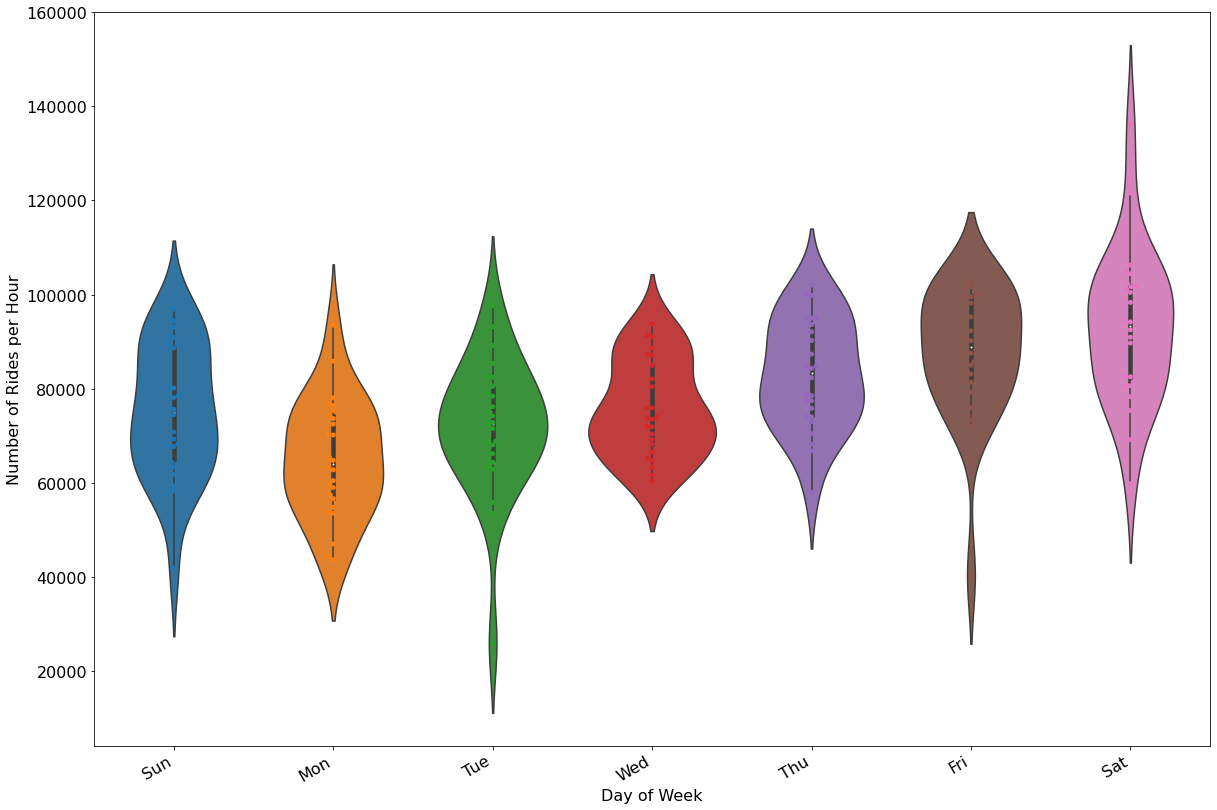 160000
140000
120000
100000
80000
60000
40000
20000
Number of Rides per Hour
Sun
Mon
Tue
Wed
Thu
Fri
Sat
Day of Week